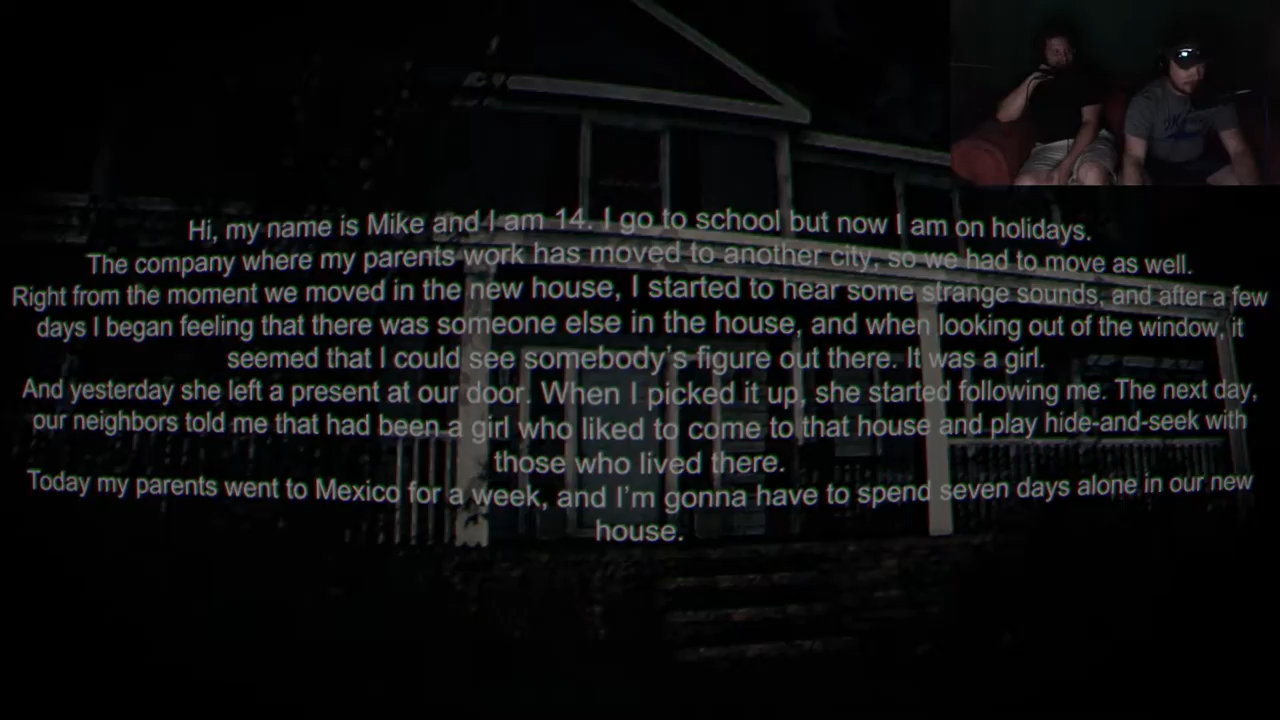 Hi, my name is Mike and I am 14. I go to school but now I am on holidays.
The company where my parents work has moved to another city, so we had to move as well.
Right from the moment we moved in the new house, I started to hear some strange sounds, and after a few
days I began feeling that there was someone else in the house, and when looking out of the window, it
seemed that I could see somebody's figure out there. It was a girl.
And yesterday she left a present at our door. When I picked it up, she started following me. The next day,
our neighbors told me that had been a girl who liked to come to that house and play hide-and-seek with
those who lived there.
Today my parents went to Mexico for a week, and I'm gonna have to spend seven days alone in our new
house.